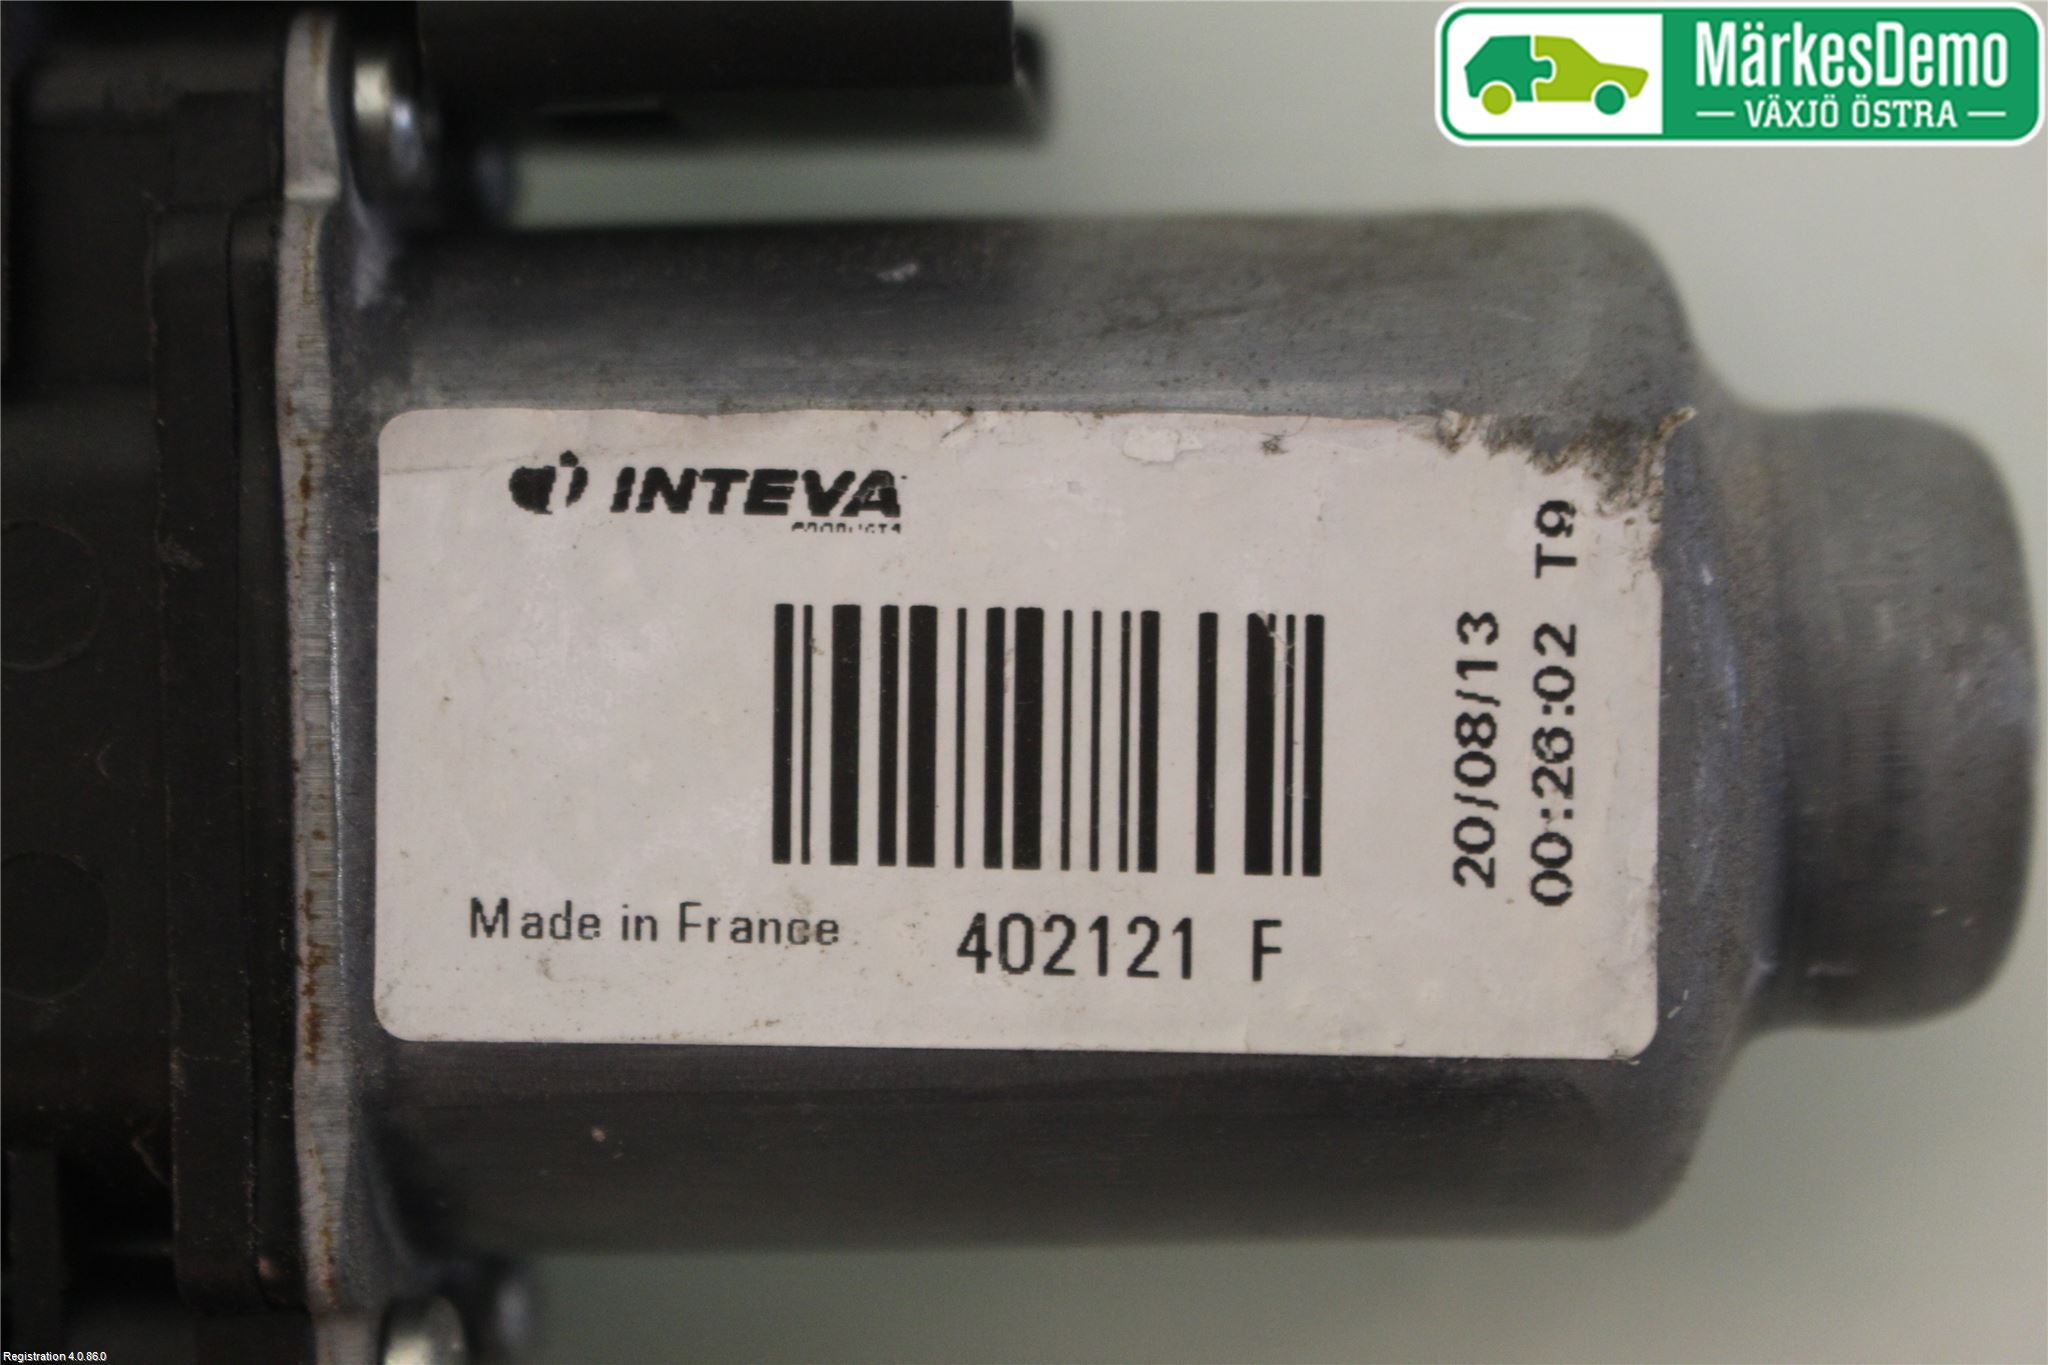 MärkesDemo
VÄXJÖ ÖSTRA
INTEVA
PRODUCTS
20/08/13
00:26:02 T9
Made in France
402121 F
Registration 4.0.86.0